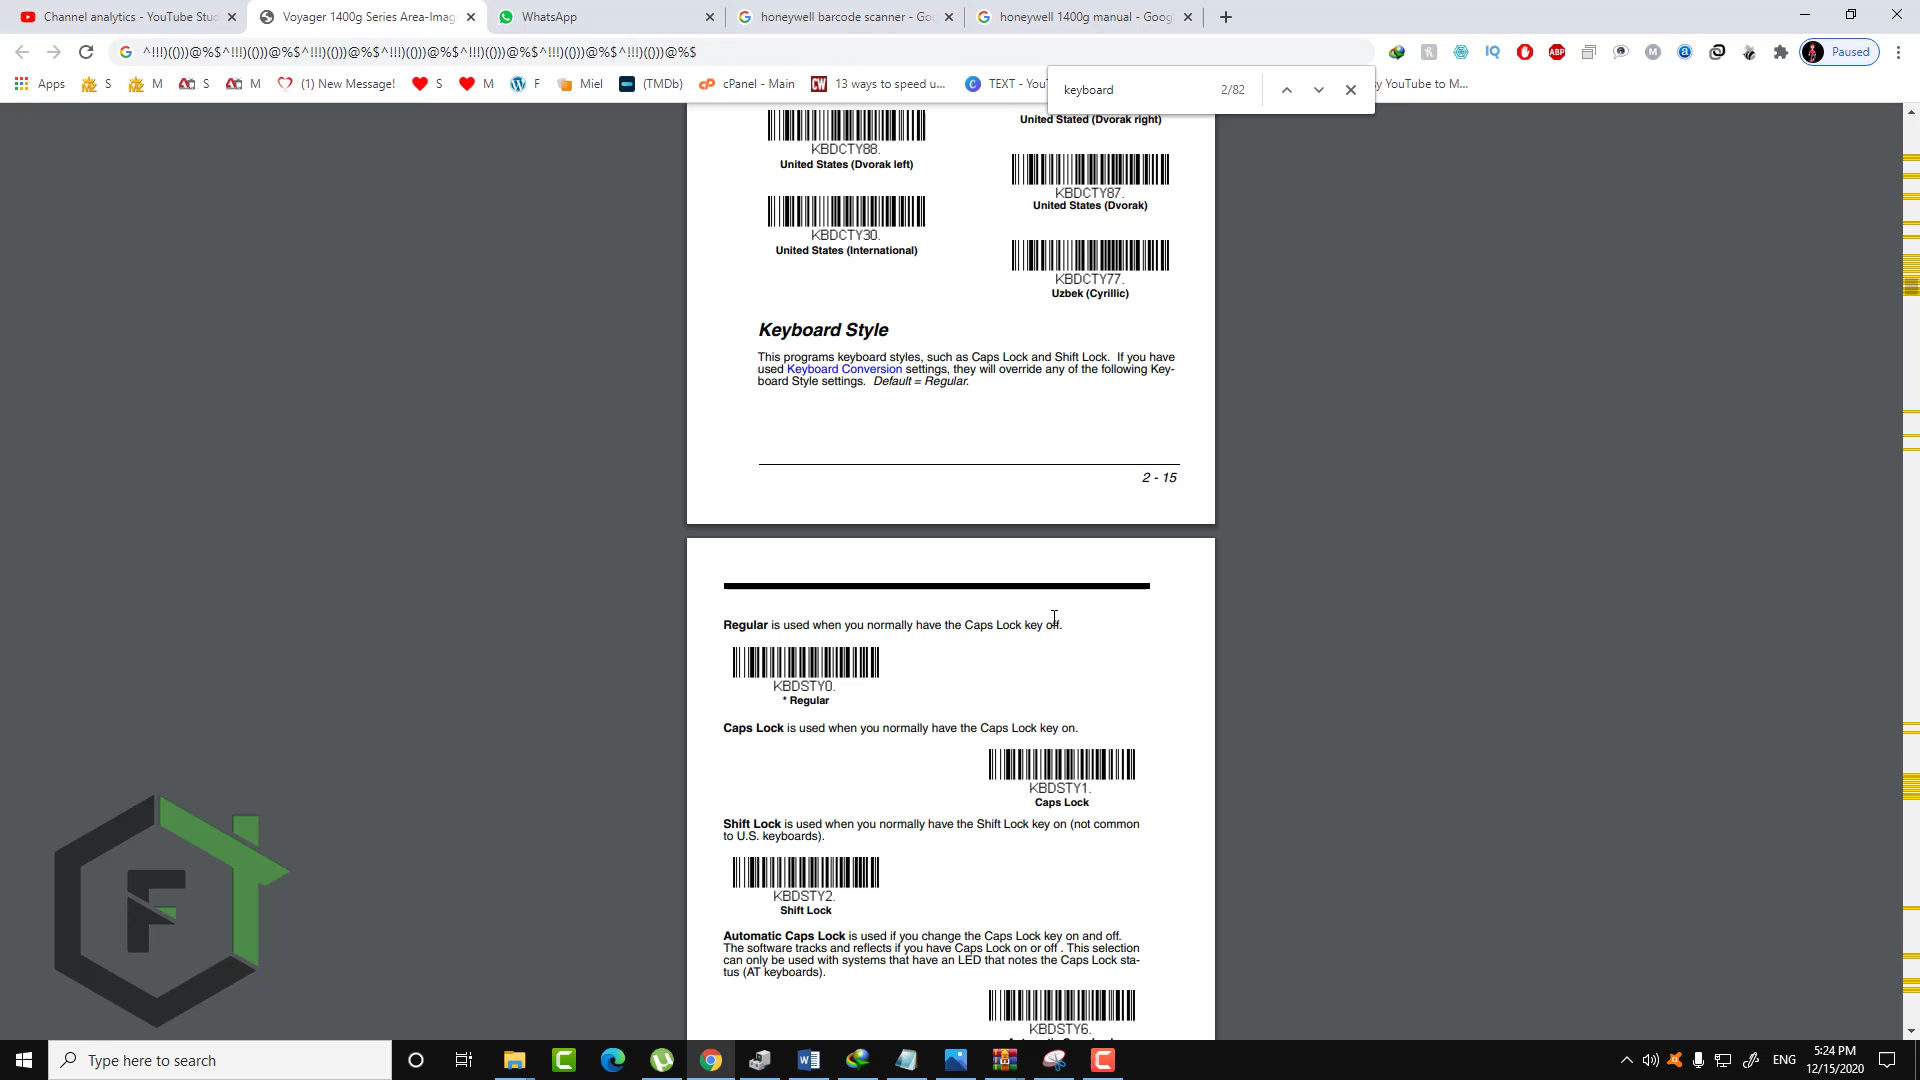 Channel analytics - YouTube Stud
Voyager 1400g Series Area-Imag
WhatsApp
honeywell barcode scanner - Goo
honeywell 1400g manual - Goog
^!!!)(()))@%$^!!!)(()))@%$^!!!)(()))@%$^!!!)(()))@%$^!!!)(()))@%$^!!!)(()))@%$^!!!)(()))@%$
Paused
Apps
S
M
S
M
(1) New Message!
S
M
F
Miel
(TMDb)
cPanel - Main
13 ways to speed u...
TEXT - You
y YouTube to M...
keyboard
2/82
United Stated (Dvorak right)
KBDCTY88.
United States (Dvorak left)
KBDCTY87.
United States (Dvorak)
KBDCTY30.
United States (International)
KBDCTY77.
Uzbek (Cyrillic)
Keyboard Style
This programs keyboard styles, such as Caps Lock and Shift Lock. If you have
used Keyboard Conversion settings, they will override any of the following Key-
board Style settings. Default = Regular.
2 - 15
Regular is used when you normally have the Caps Lock key off.
KBDSTY0.
* Regular
Caps Lock is used when you normally have the Caps Lock key on.
KBDSTY1.
Caps Lock
Shift Lock is used when you normally have the Shift Lock key on (not common
to U.S. keyboards).
KBDSTY2.
Shift Lock
Automatic Caps Lock is used if you change the Caps Lock key on and off.
The software tracks and reflects if you have Caps Lock on or off . This selection
can only be used with systems that have an LED that notes the Caps Lock sta-
tus (AT keyboards).
KBDSTY6.
F
Type here to search
ENG
5:24 PM
12/15/2020